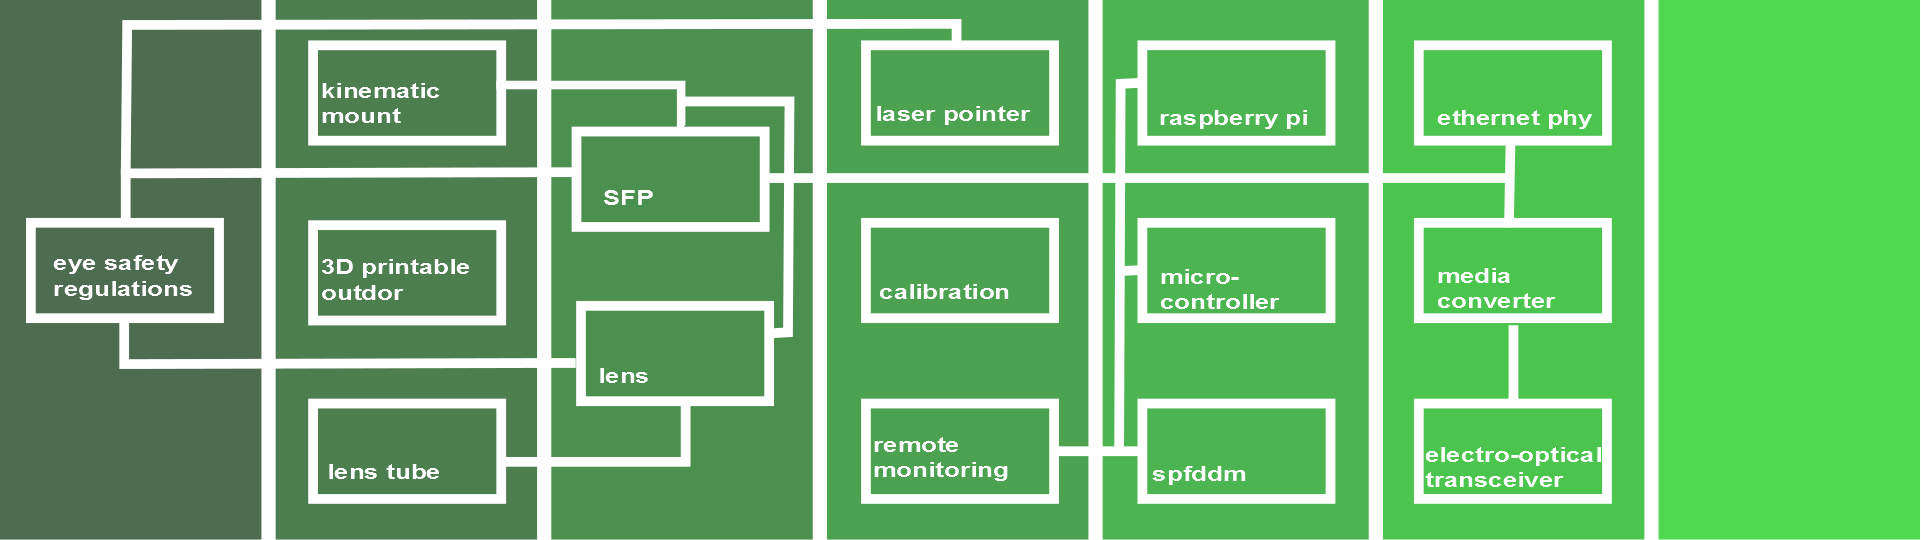 eye safety
regulations
kinematic
mount
3D printable
outdor
lens tube
SFP
lens
laser pointer
calibration
remote
monitoring
raspberry pi
micro-
controller
spfddm
ethernet phy
media
converter
electro-optical
transceiver